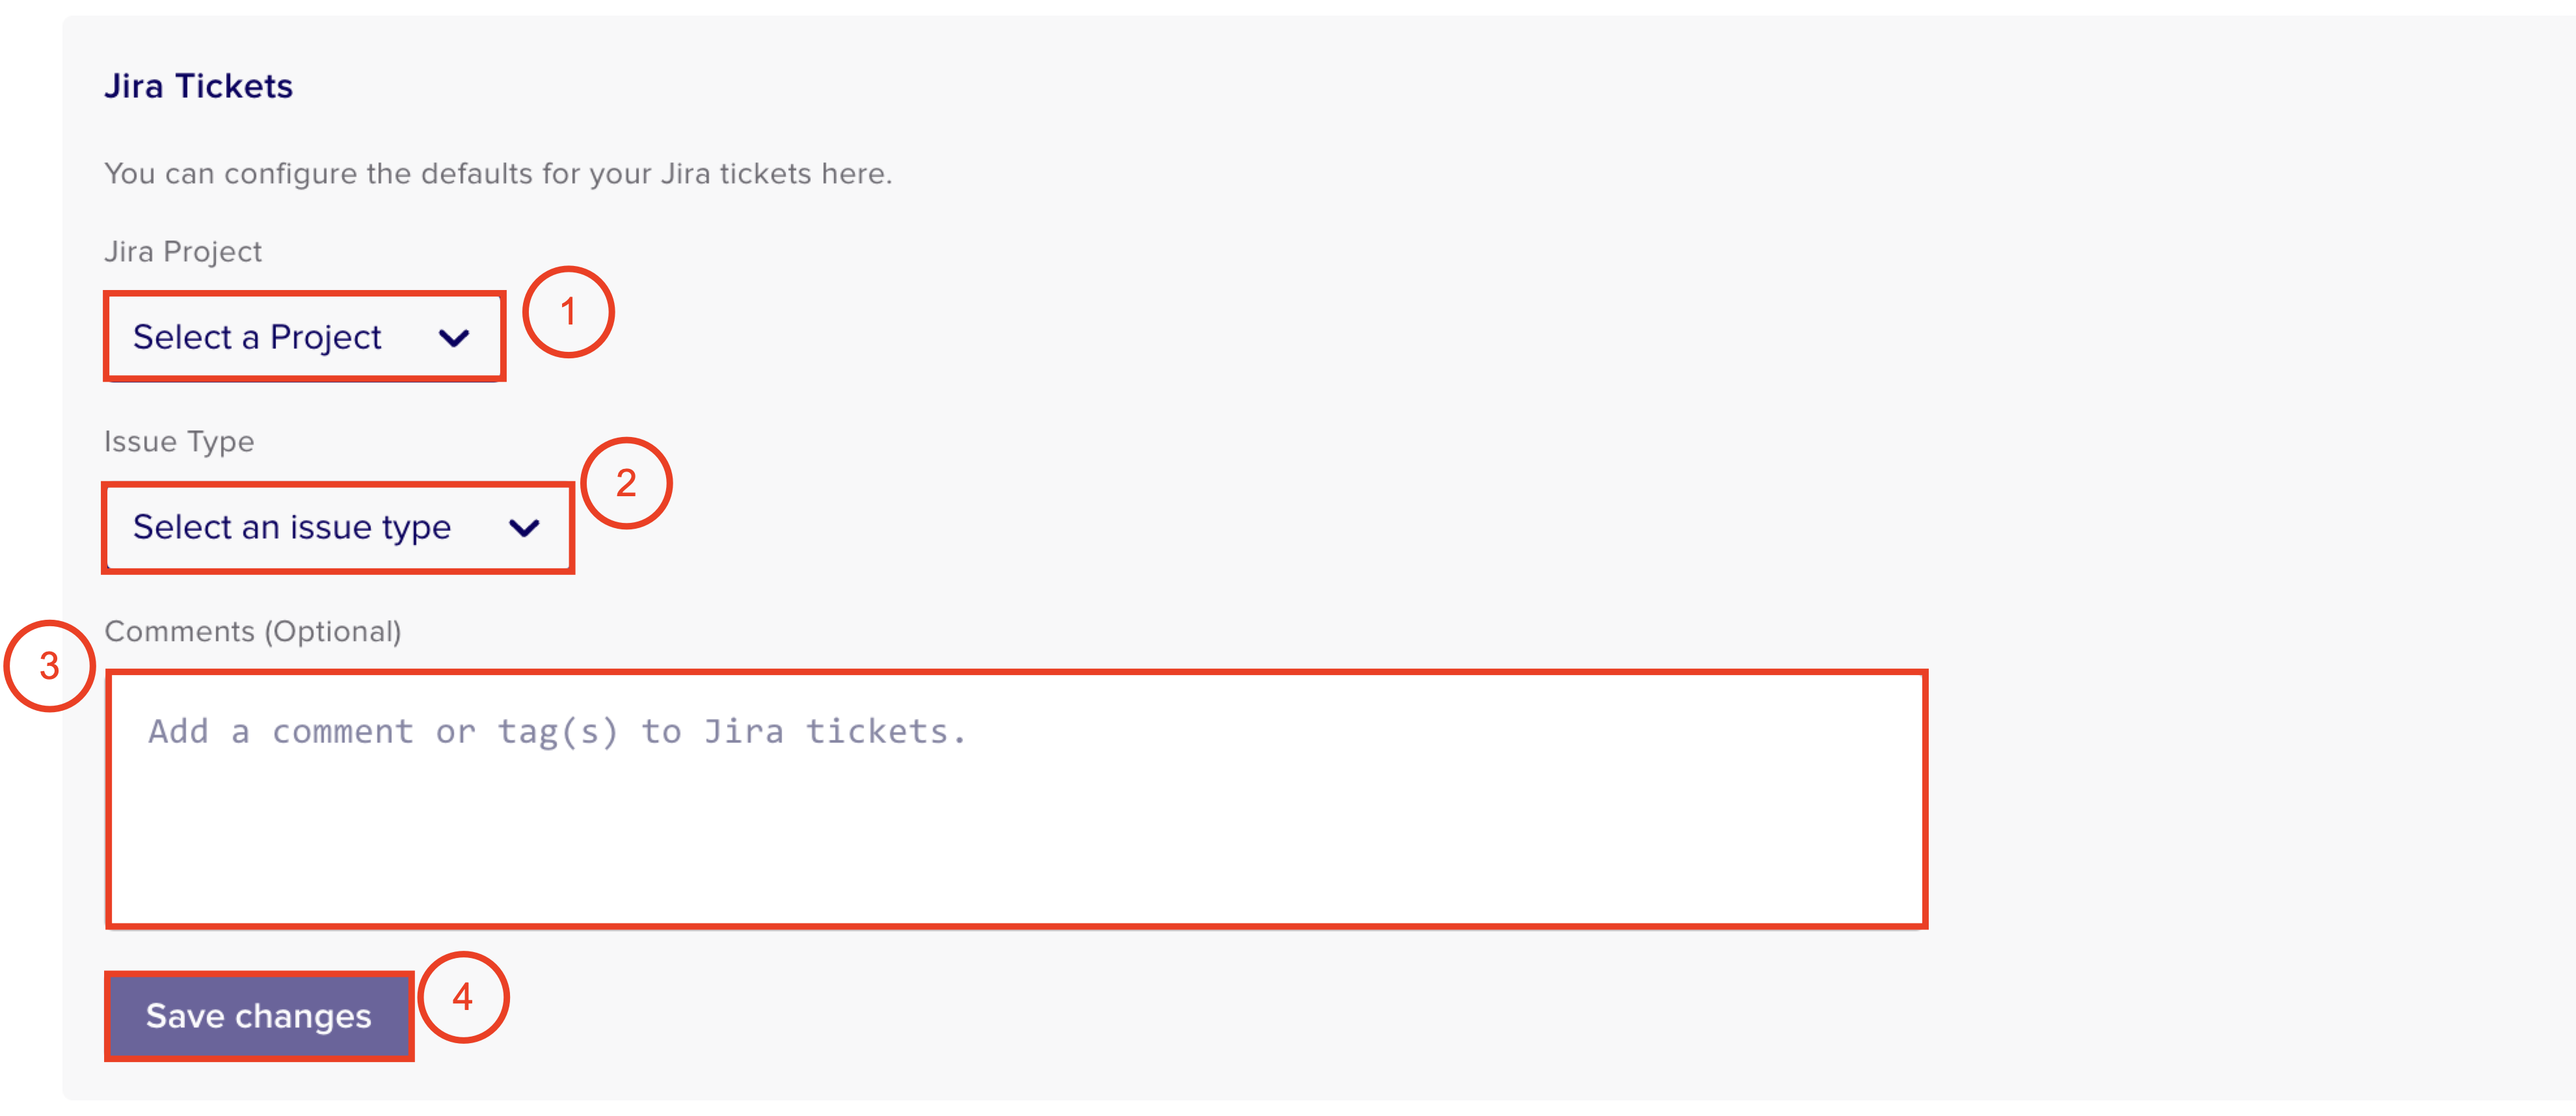 Jira Tickets
You can configure the defaults for your Jira tickets here.
Jira Project
Select a Project
1
Issue Type
Select an issue type
2
Comments (Optional)
3
Add a comment or tag(s) to Jira tickets.
Save changes
4